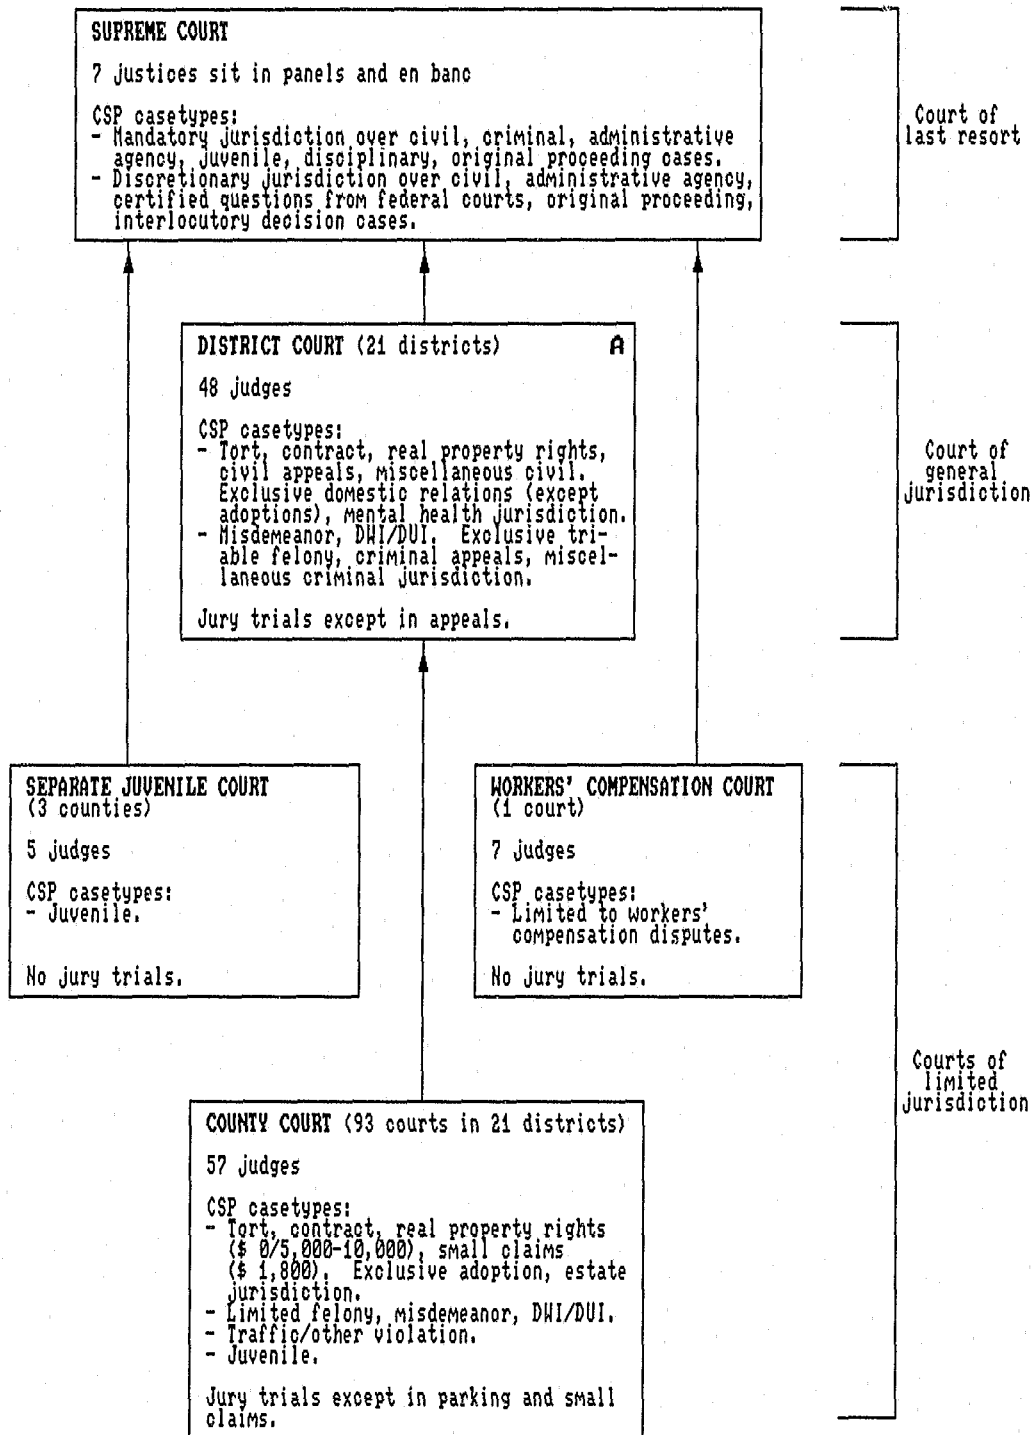 SUPREME COURT
7 justices sit in panels and en banc
CSP casetypes:
- Mandatory jurisdiction over civil, criminal, administrative
agency, juvenile, disciplinary, original proceeding cases.
- Discretionary jurisdiction over civil, administrative agency,
certified questions from federal courts, original proceeding,
interlocutory decision cases.
Court of
last resort
DISTRICT COURT (21 districts) A
48 judges
CSP casetypes:
- Tort, contract, real property rights,
civil appeals, miscellaneous civil.
Exclusive domestic relations (except
adoptions), mental health jurisdiction.
- Misdemeanor, DWI/DUI. Exclusive tri-
able felony, criminal appeals, miscel-
laneous criminal jurisdiction.
Jury trials except in appeals.
Court of
general
jurisdiction
SEPARATE JUVENILE COURT
(3 counties)
5 judges
CSP casetypes:
- Juvenile.
No jury trials.
WORKERS' COMPENSATION COURT
(1 court)
7 judges
CSP casetypes:
- Limited to workers'
compensation disputes.
No jury trials.
Courts of
limited
jurisdiction
COUNTY COURT (93 courts in 21 districts)
57 judges
CSP casetypes:
- Tort, contract, real property rights
($ 0/5,000-10,000), small claims
($ 1,800). Exclusive adoption, estate
jurisdiction.
- Limited felony, misdemeanor, DWI/DUI.
- Traffic/other violation.
- Juvenile.
Jury trials except in parking and small
claims.